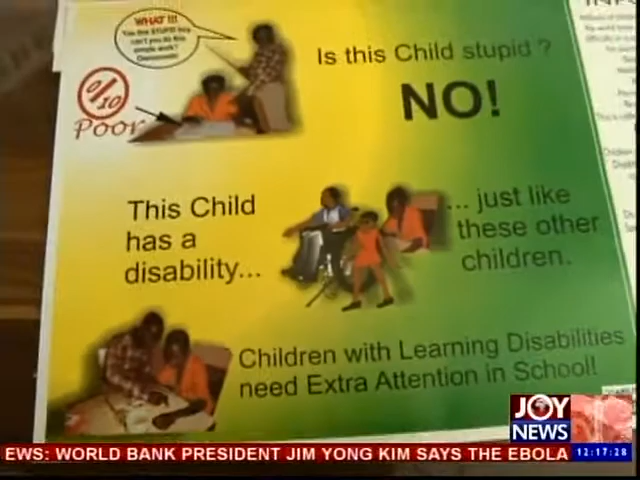 WHAT !!!
Poor
0/10
Is this Child stupid ?
NO!
This Child
has a
disability...
... just like
these other
children.
Children with Learning Disabilities
need Extra Attention in School!
JOY
NEWS
EWS: WORLD BANK PRESIDENT JIM YONG KIM SAYS THE EBOLA
12:17:28